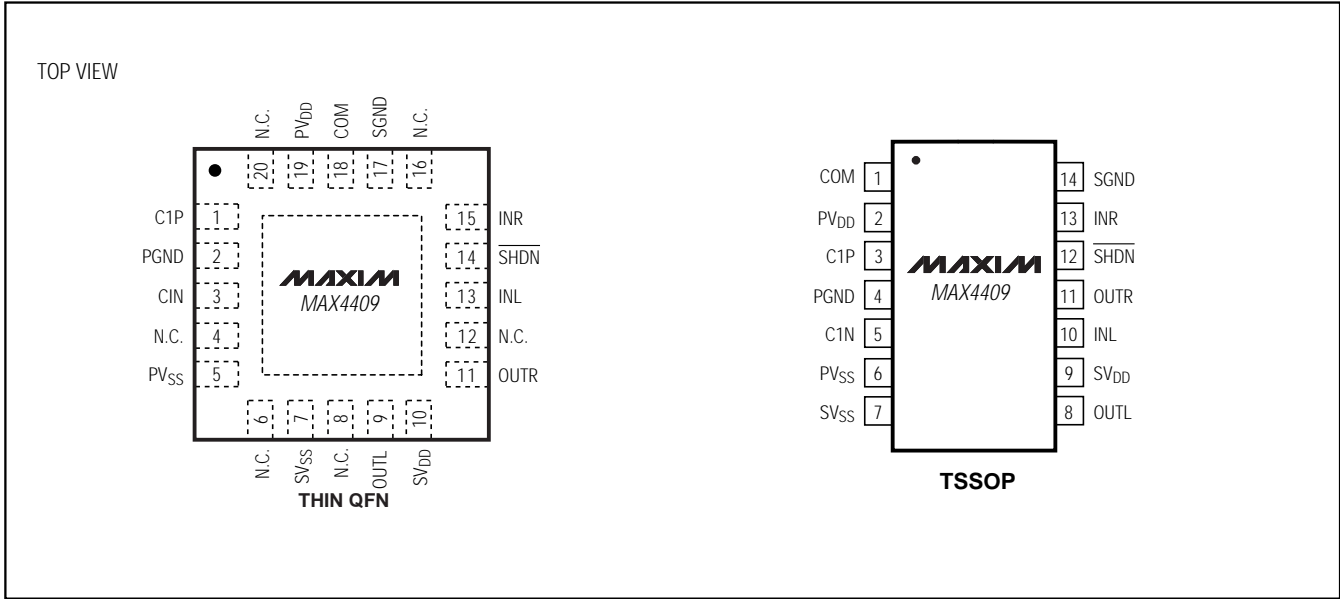 TOP VIEW
N.C.
PVDD
COM
SGND
N.C.
20
19
18
17
16
C1P 1
PGND 2
CIN 3
N.C. 4
PVSS 5
15 INR
14 SHDN
13 INL
12 N.C.
11 OUTR
MAXIM
MAX4409
6
7
8
9
10
N.C.
SVSS
N.C.
OUTL
SVDD
THIN QFN
COM 1
PVDD 2
C1P 3
PGND 4
C1N 5
PVSS 6
SVSS 7
MAXIM
MAX4409
14 SGND
13 INR
12 SHDN
11 OUTR
10 INL
9 SVDD
8 OUTL
TSSOP